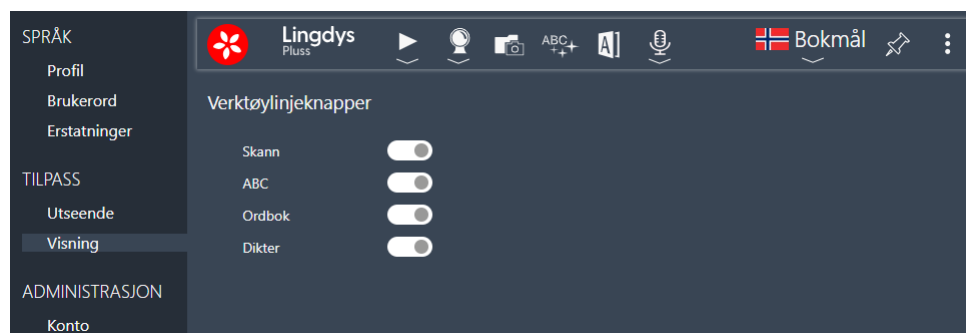 SPRÅK
Profil
Brukerord
Erstatninger
TILPASS
Utseende
Visning
ADMINISTRASJON
Konto
Lingdys
Pluss
ABC
Bokmål
Verktøylinjeknapper
Skann
ABC
Ordbok
Dikter